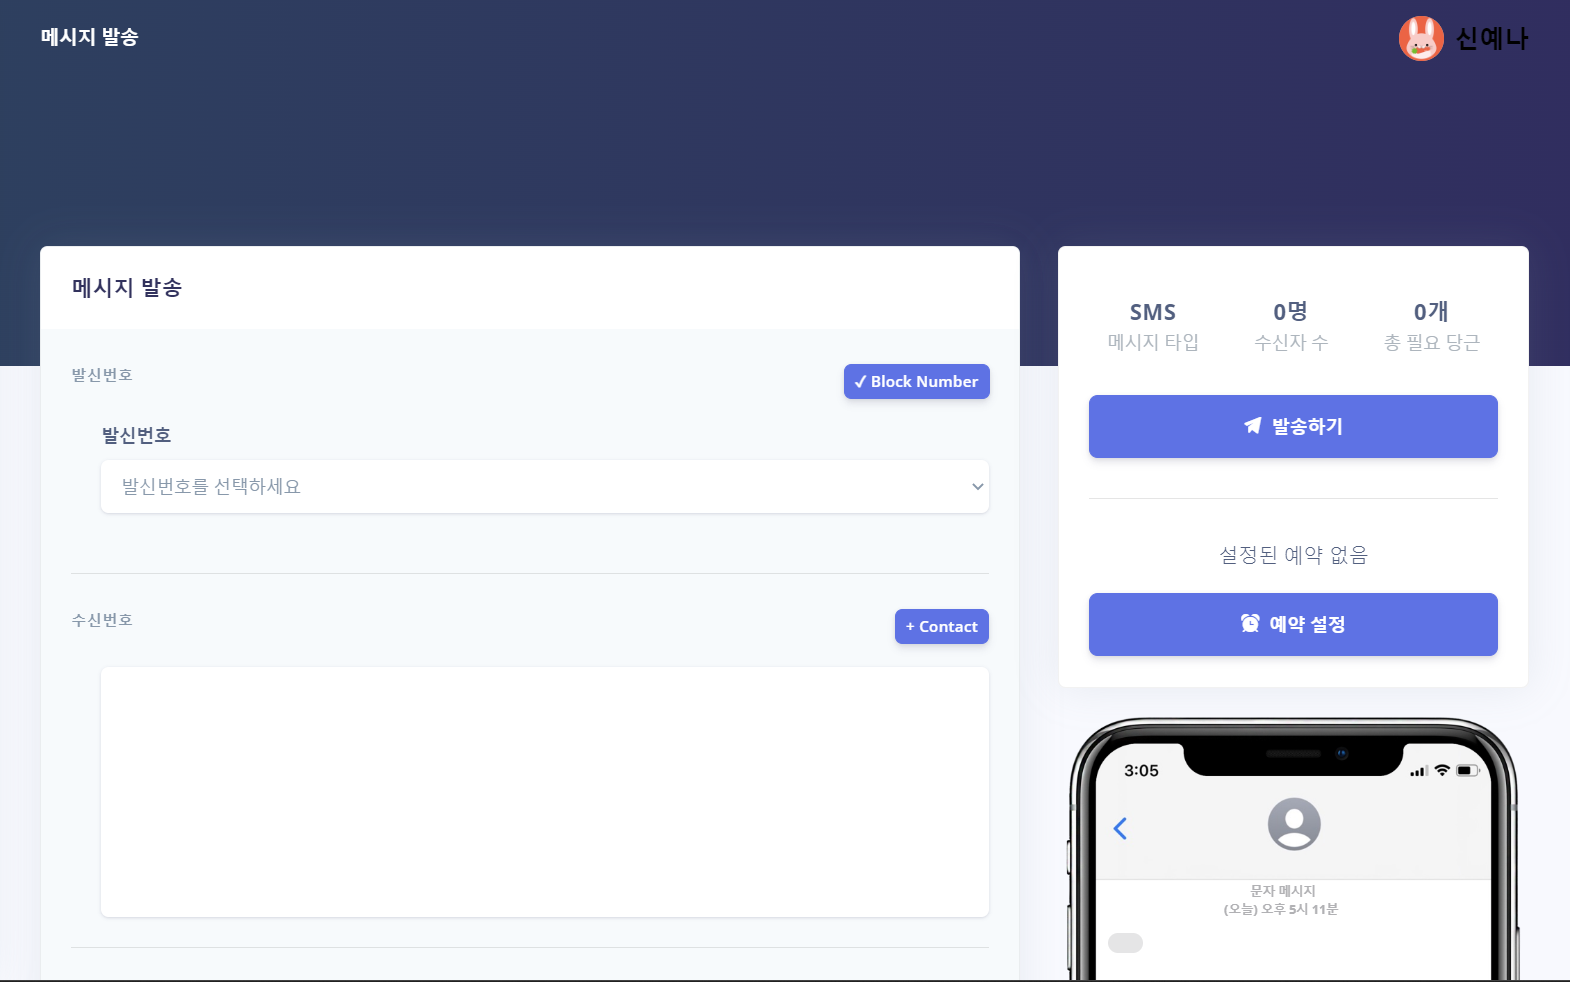 메시지 발송
신예나
메시지 발송
발신번호
✓ Block Number
발신번호
발신번호를 선택하세요
수신번호
+ Contact
SMS
메시지 타입
0명
수신자 수
0개
총 필요 당근
발송하기
설정된 예약 없음
예약 설정
3:05
문자 메시지
(오늘) 오후 5시 11분